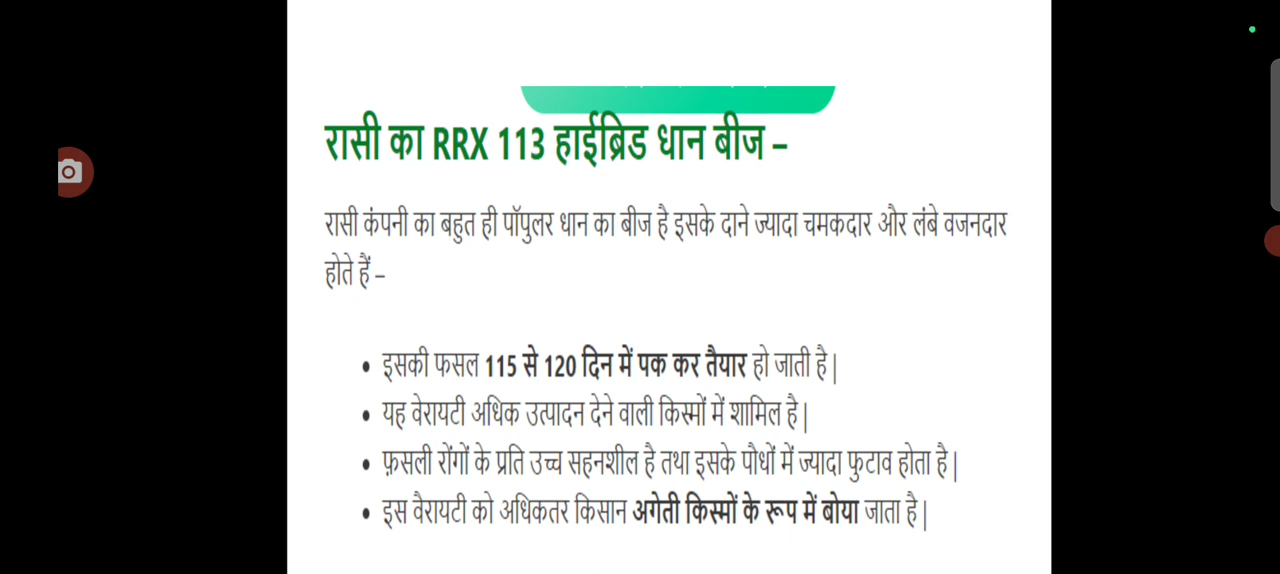 रासी का RRX 113 हाईब्रिड धान बीज –
रासी कंपनी का बहुत ही पॉपुलर धान का बीज है इसके दाने ज्यादा चमकदार और लंबे वजनदार
होते हैं –
• इसकी फसल 115 से 120 दिन में पक कर तैयार हो जाती है |
• यह वेरायटी अधिक उत्पादन देने वाली किस्मों में शामिल है |
• फ़सली रोंगों के प्रति उच्च सहनशील है तथा इसके पौधों में ज्यादा फुटाव होता है |
• इस वैरायटी को अधिकतर किसान अगेती किस्मों के रूप में बोया जाता है |